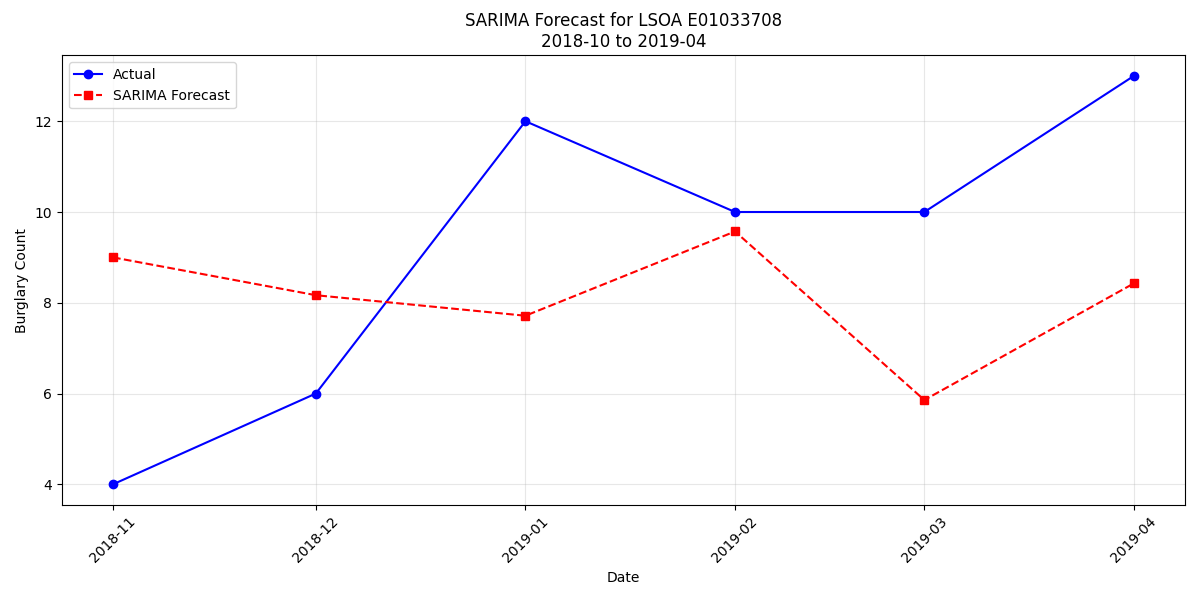 SARIMA Forecast for LSOA E01033708
2018-10 to 2019-04
Actual
SARIMA Forecast
Burglary Count
12
10
8
6
4
2018-11
2018-12
2019-01
2019-02
2019-03
2019-04
Date